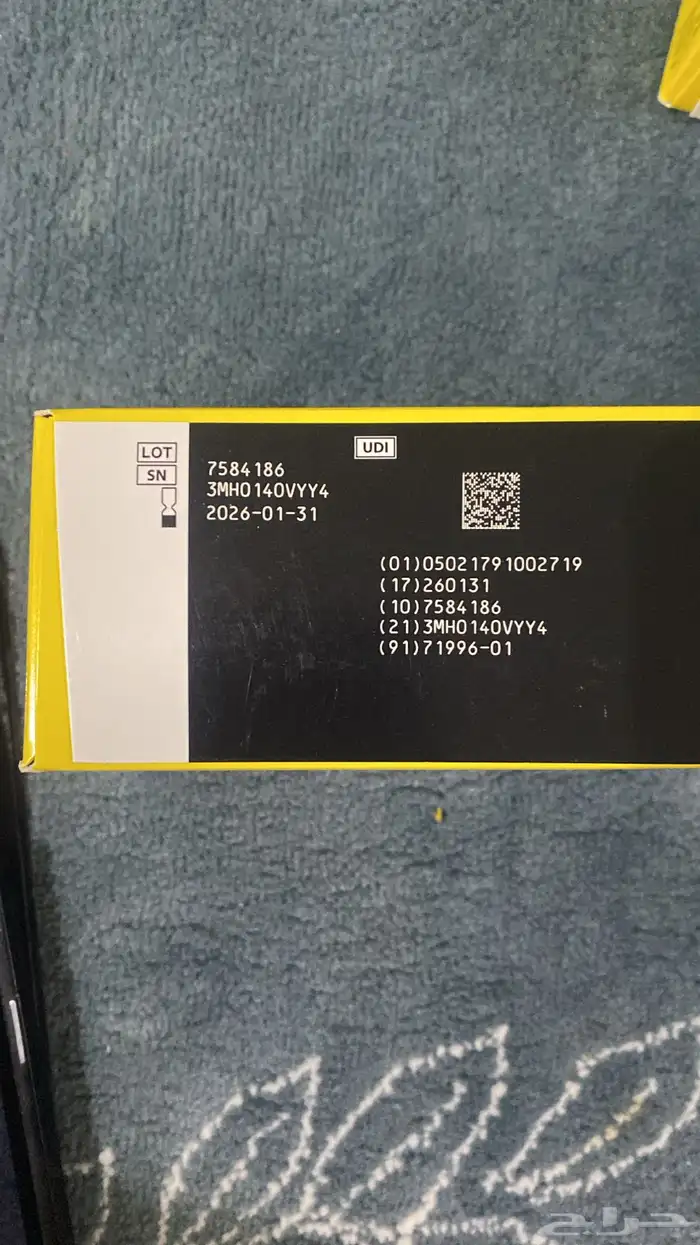 LOT
SN
UDI
7584186
3MH0140VYY4
2026-01-31
(01)05021791002719
(17)260131
(10)7584186
(21)3MH0140VYY4
(91)71996-01
حراج